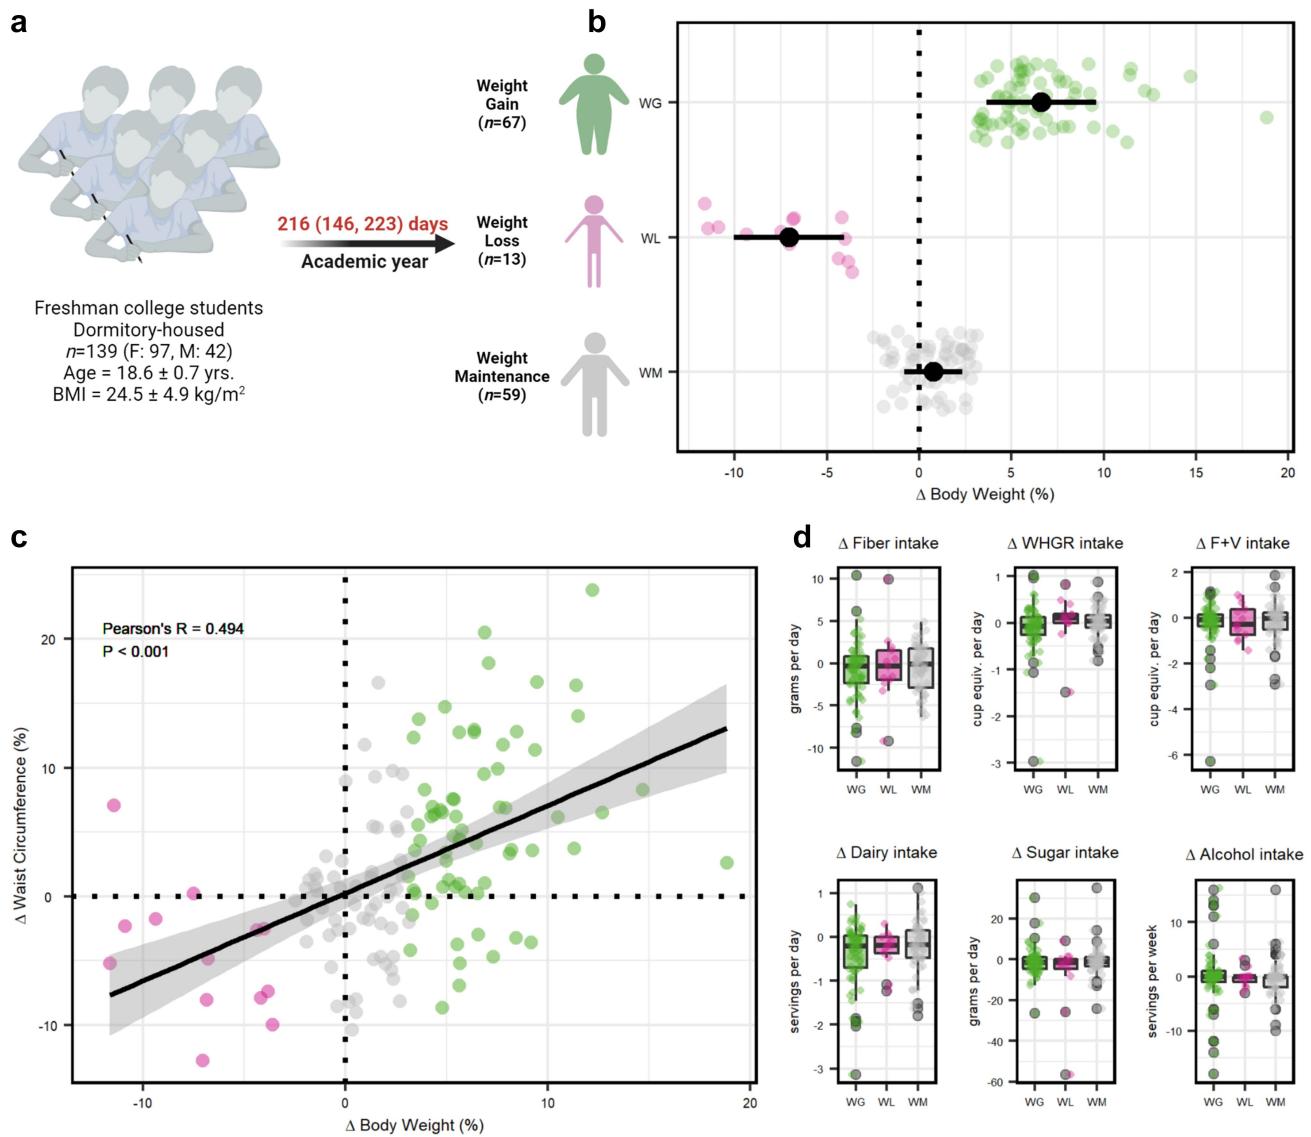 a
Freshman college students
Dormitory-housed
n=139 (F: 97, M: 42)
Age = 18.6 ± 0.7 yrs.
BMI = 24.5 ± 4.9 kg/m²
216 (146, 223) days
Academic year
Weight
Gain
(n=67)
Weight
Loss
(n=13)
Weight
Maintenance
(n=59)
b
WG
WL
WM
-10 -5 0 5 10 15 20
Δ Body Weight (%)
c
Pearson's R = 0.494
P < 0.001
Δ Waist Circumference (%)
20
10
0
-10
-10 0 10 20
Δ Body Weight (%)
d
Δ Fiber intake
grams per day
10
5
0
-5
-10
WG WL WM
Δ WHGR intake
cup equiv. per day
1
0
-1
-2
-3
WG WL WM
Δ F+V intake
cup equiv. per day
2
0
-2
-4
-6
WG WL WM
Δ Dairy intake
servings per day
1
0
-1
-2
-3
WG WL WM
Δ Sugar intake
grams per day
20
0
-20
-40
-60
WG WL WM
Δ Alcohol intake
servings per week
10
0
-10
WG WL WM